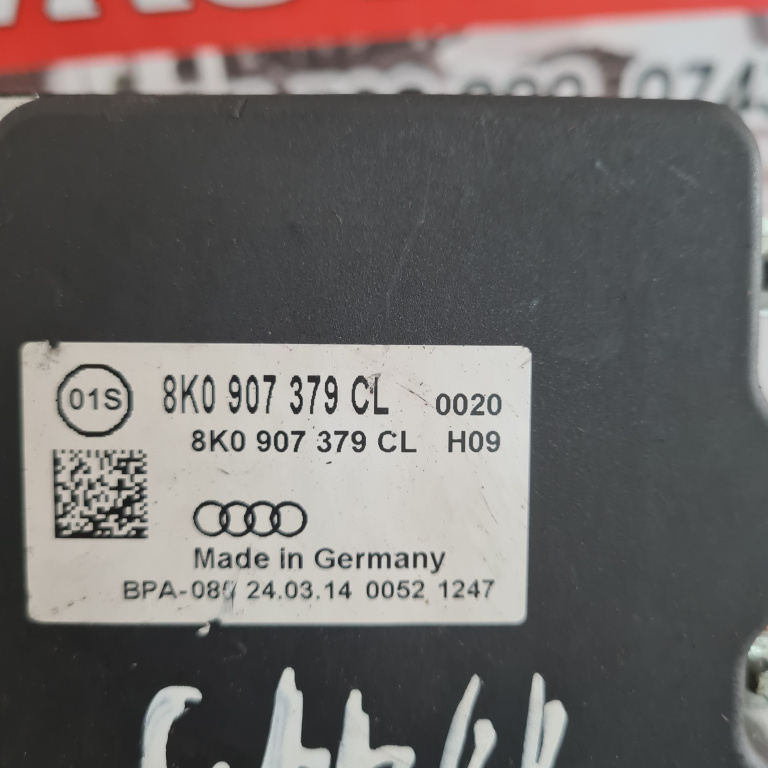 01S
8K0 907 379 CL 0020
8K0 907 379 CL H09
Made in Germany
24.03.14 0052 1247